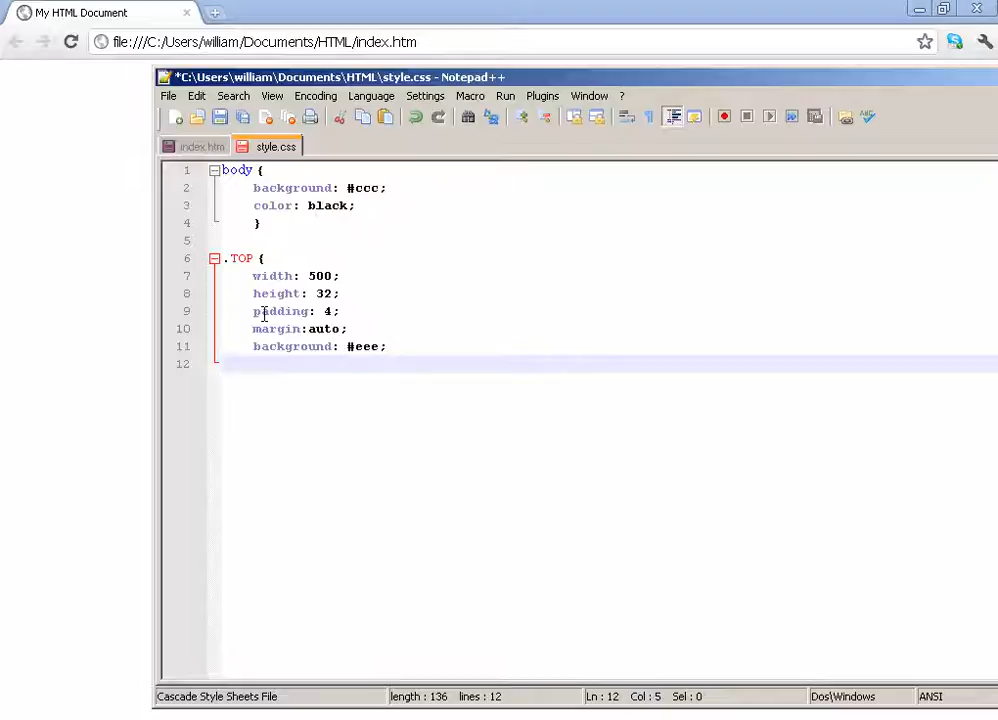 My HTML Document
file:///C:/Users/william/Documents/HTML/index.htm
*C:\Users\william\Documents\HTML\style.css - Notepad++
File Edit Search View Encoding Language Settings Macro Run Plugins Window ?
index.htm style.css
1 body {
2 background: #ccc;
3 color: black;
4 }
5
6 .TOP {
7 width: 500;
8 height: 32;
9 padding: 4;
10 margin:auto;
11 background: #eee;
12
Cascade Style Sheets File length : 136 lines : 12 Ln : 12 Col : 5 Sel : 0 Dos\Windows ANSI